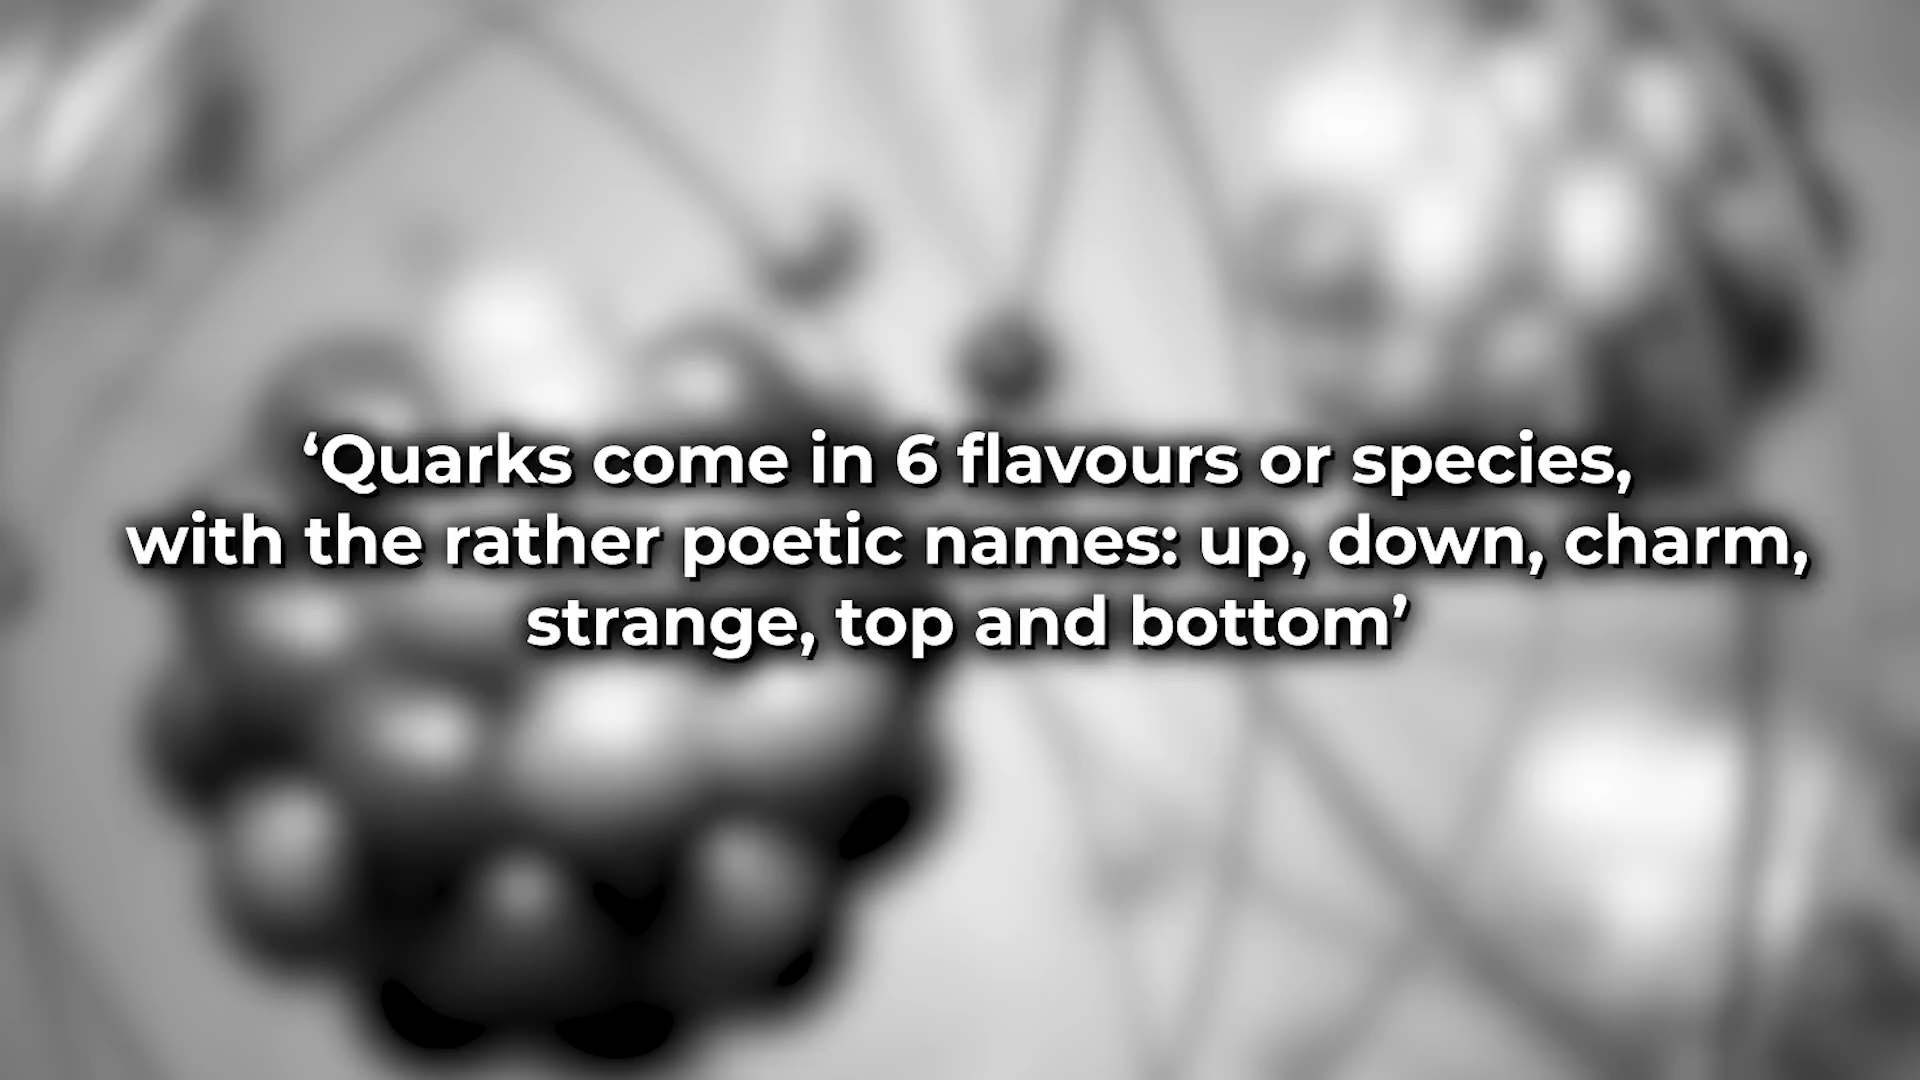 ‘Quarks come in 6 flavours or species,
with the rather poetic names: up, down, charm,
strange, top and bottom’